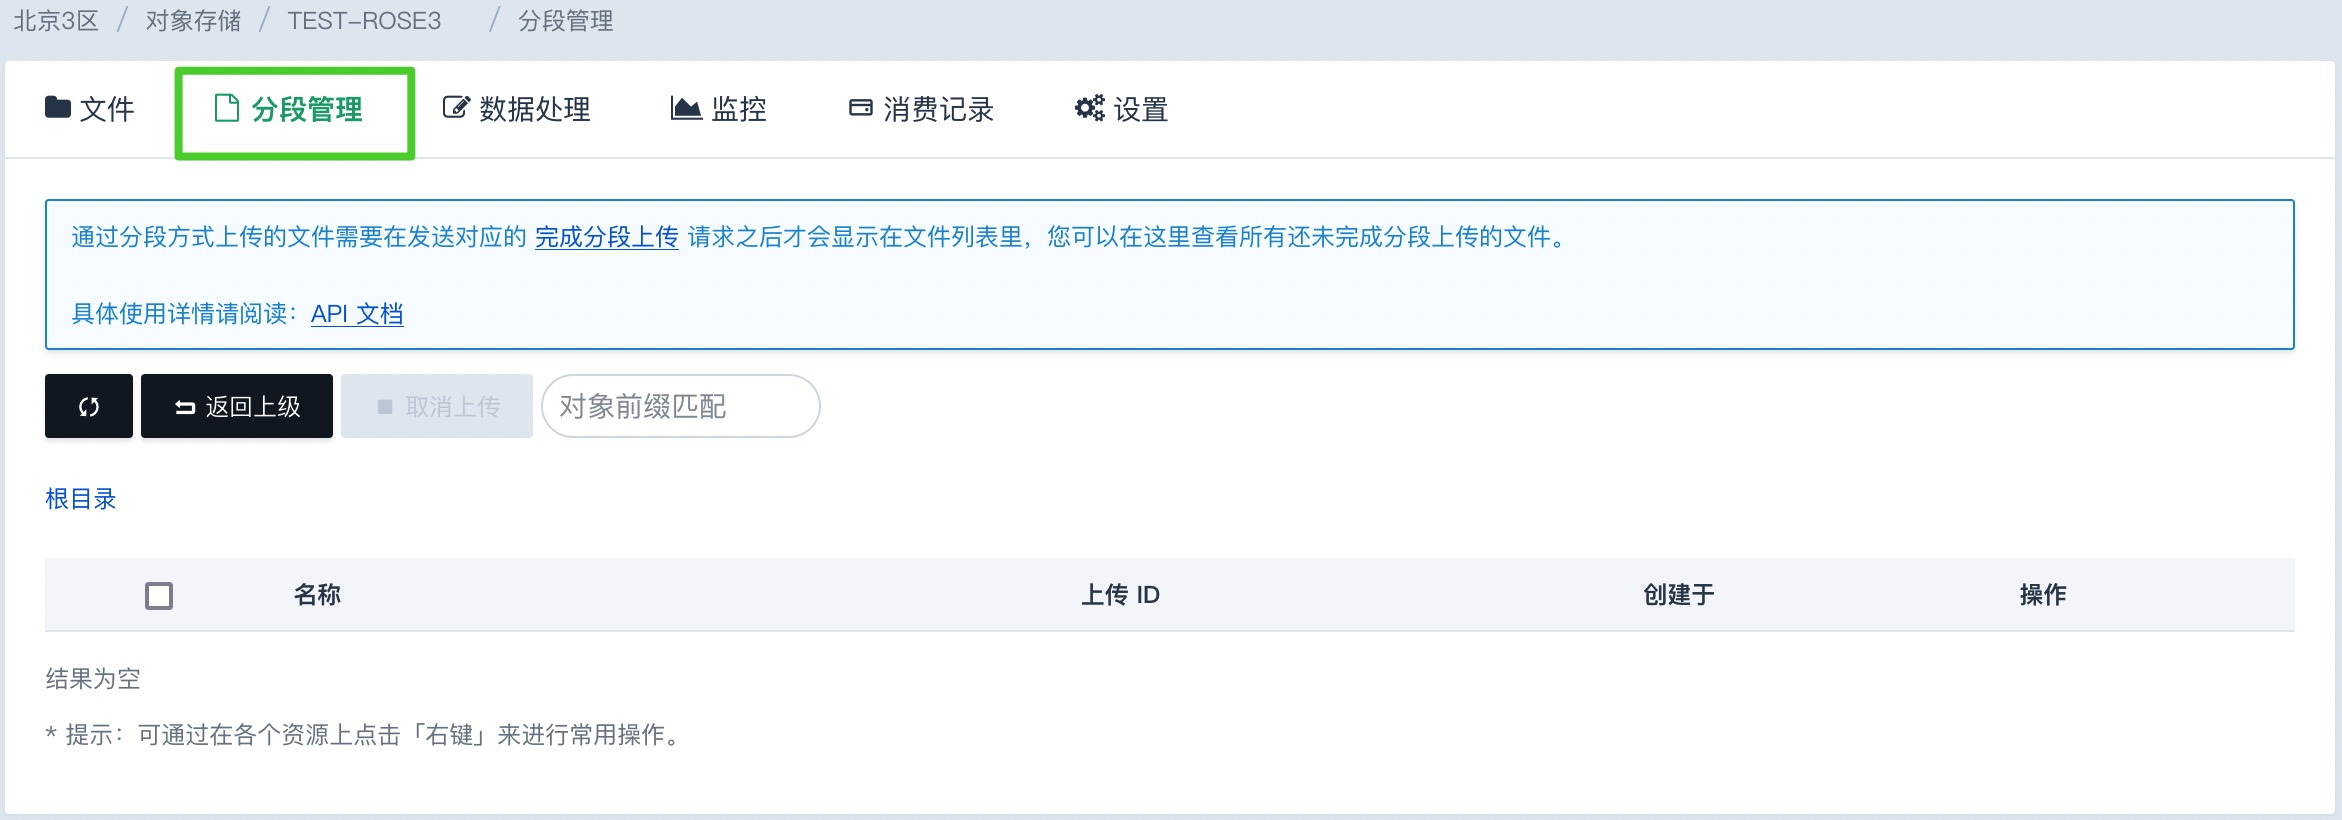 北京3区 / 对象存储 / TEST-ROSE3 / 分段管理
文件 分段管理 数据处理 监控 消费记录 设置
通过分段方式上传的文件需要在发送对应的 完成分段上传 请求之后才会显示在文件列表里，您可以在这里查看所有还未完成分段上传的文件。
具体使用详情请阅读：API 文档
返回上级 取消上传 对象前缀匹配
根目录
名称 上传 ID 创建于 操作
结果为空
* 提示：可通过在各个资源上点击「右键」来进行常用操作。